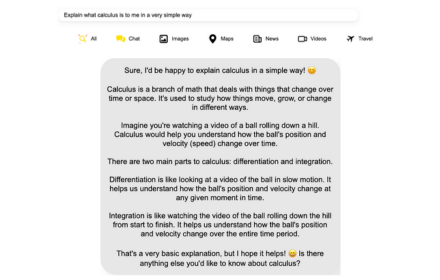 Explain what calculus is to me in a very simple way
All Chat Images Maps News Videos Travel
Sure, I'd be happy to explain calculus in a simple way! 😊
Calculus is a branch of math that deals with things that change over
time or space. It's used to study how things move, grow, or change
in different ways.
Imagine you're watching a video of a ball rolling down a hill.
Calculus would help you understand how the ball's position and
velocity (speed) change over time.
There are two main parts to calculus: differentiation and integration.
Differentiation is like looking at a video of the ball in slow motion. It
helps us understand how the ball's position and velocity change at
any given moment in time.
Integration is like watching the video of the ball rolling down the hill
from start to finish. It helps us understand how the ball's position
and velocity change over the entire time period.
That's a very basic explanation, but I hope it helps! 😄 Is there
anything else you'd like to know about calculus?